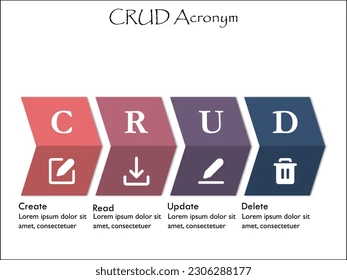 CRUD Acronym
C R U D
Create Read Update Delete
Lorem ipsum dolor sit Lorem ipsum dolor sit Lorem ipsum dolor sit Lorem ipsum dolor sit
amet, consectetuer amet, consectetuer amet, consectetuer amet, consectetuer
shutterstock.com · 2306288177